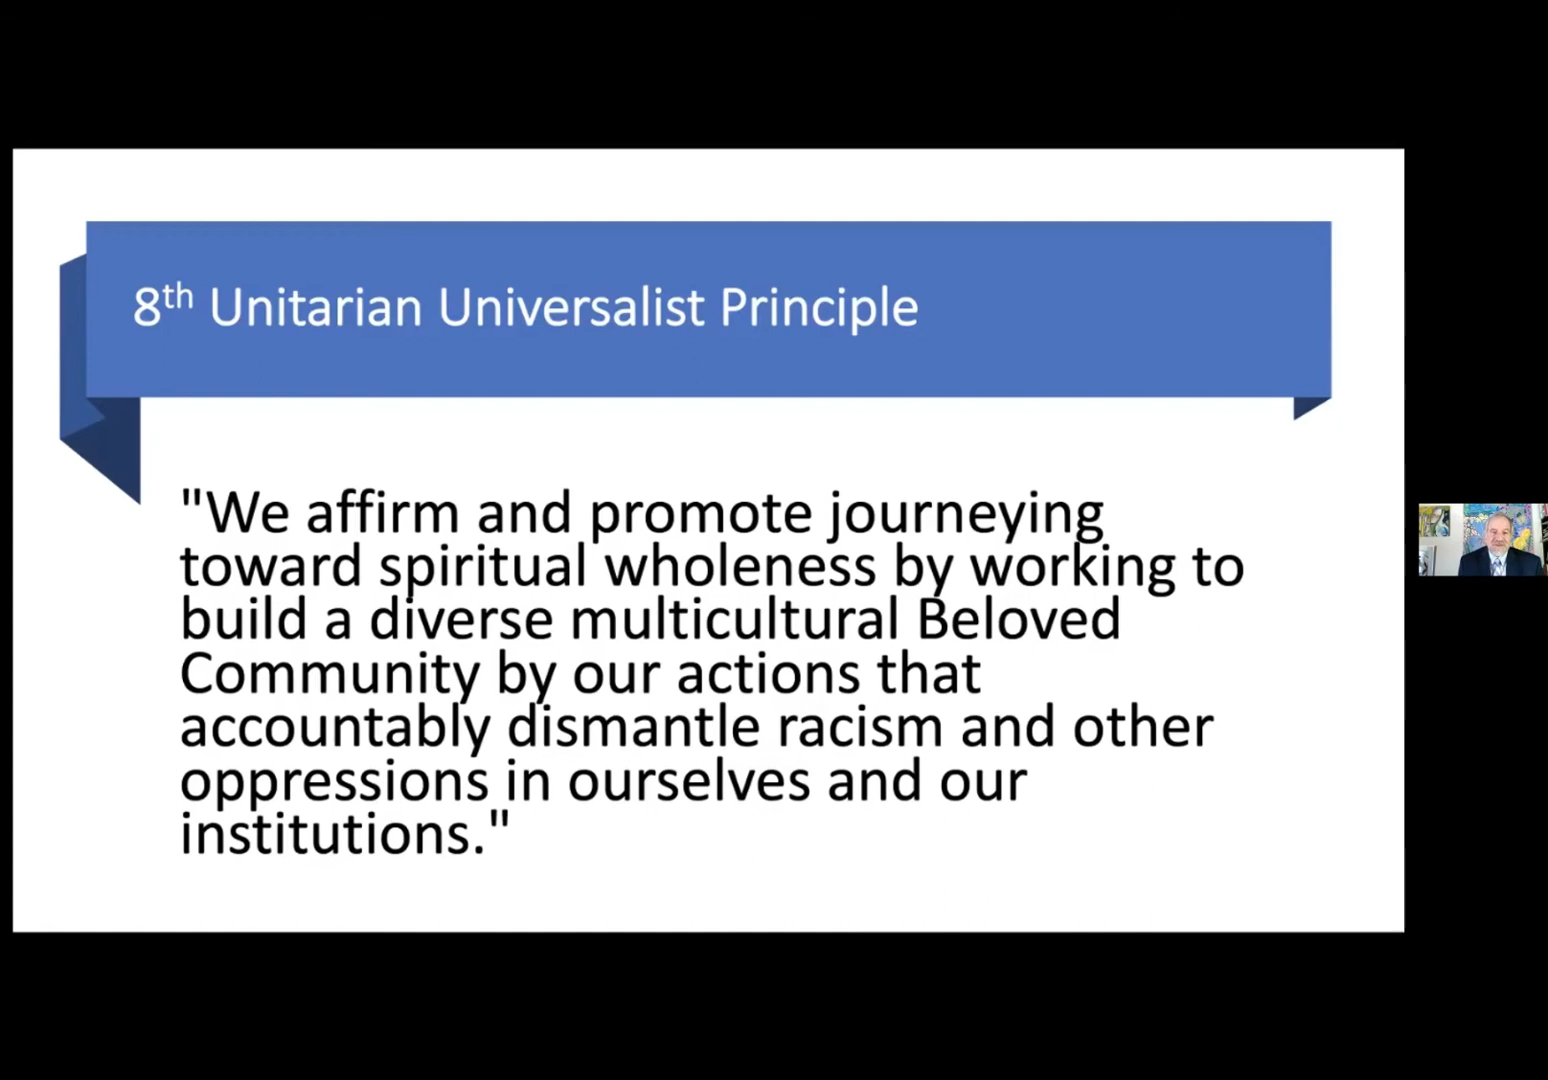 8th Unitarian Universalist Principle
"We affirm and promote journeying
toward spiritual wholeness by working to
build a diverse multicultural Beloved
Community by our actions that
accountably dismantle racism and other
oppressions in ourselves and our
institutions."